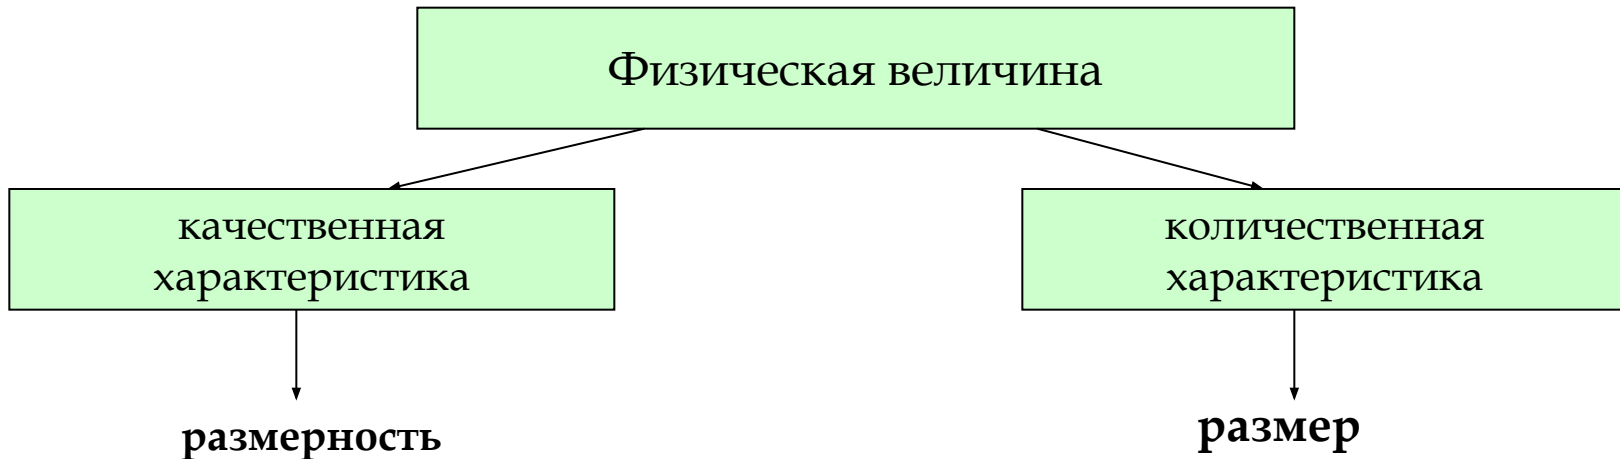 Физическая величина
качественная
характеристика
количественная
характеристика
размерность
размер